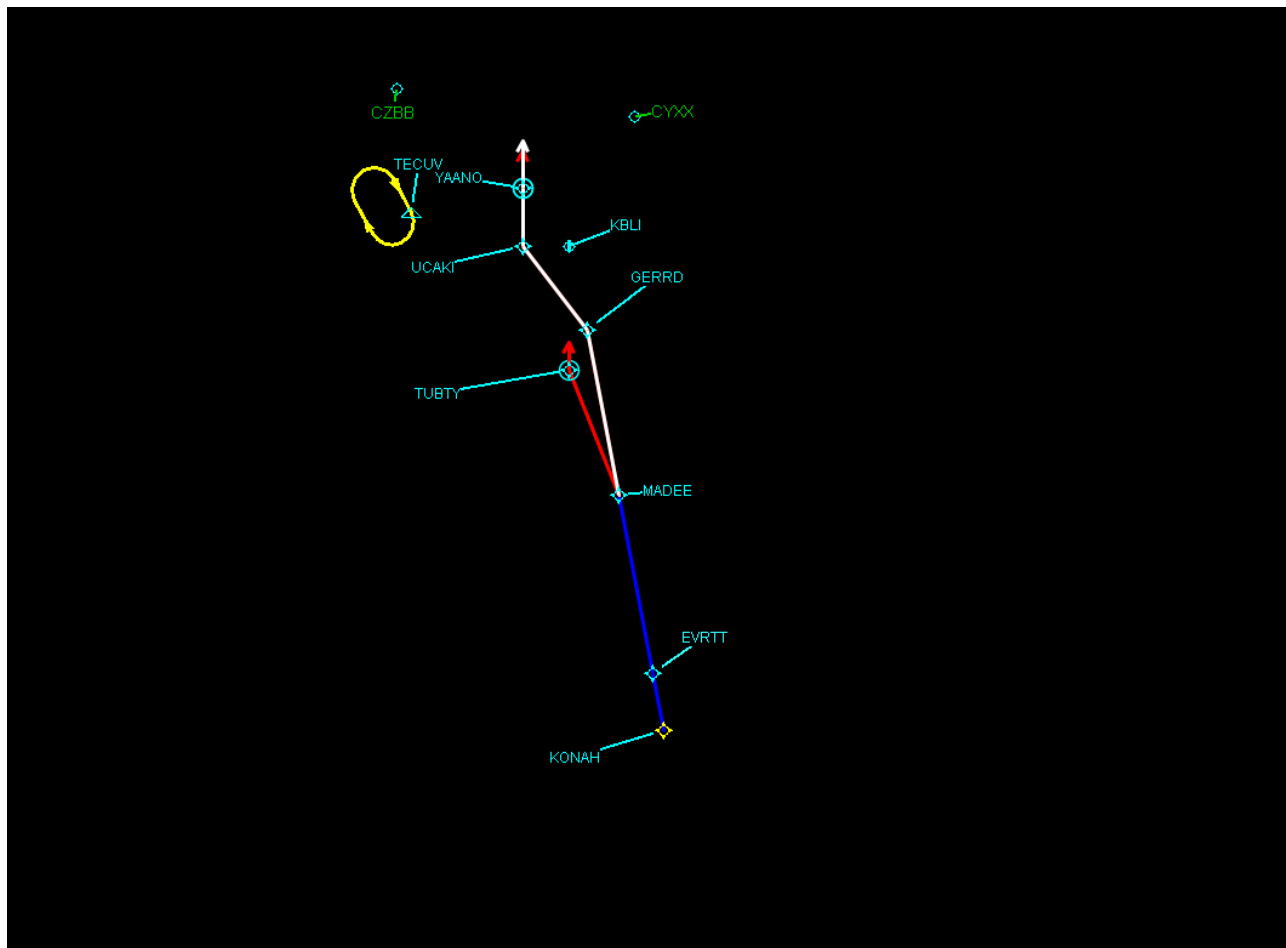 CZBB
CYXX
TECUV
YAANO
KBLI
UCAKI
GERRD
TUBTY
MADEE
EVRTT
KONAH